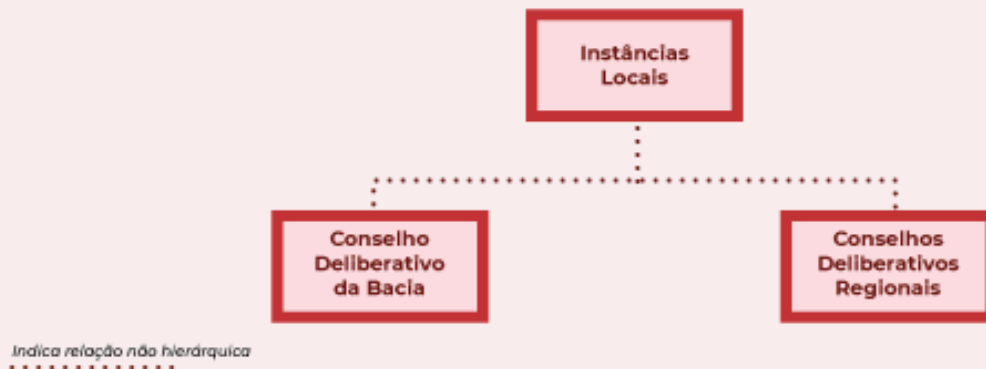 Instâncias
Locais
Conselho
Deliberativo
da Bacia
Conselhos
Deliberativos
Regionais
Indica relação não hierárquica